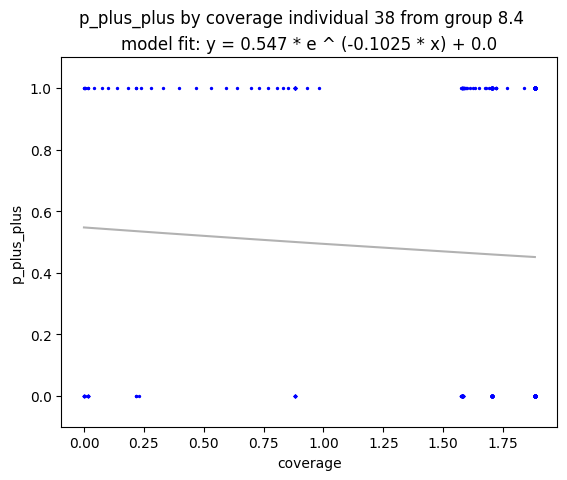 p_plus_plus by coverage individual 38 from group 8.4
model fit: y = 0.547 * e ^ (-0.1025 * x) + 0.0
1.0
0.8
0.6
0.4
0.2
0.0
p_plus_plus
0.00 0.25 0.50 0.75 1.00 1.25 1.50 1.75
coverage